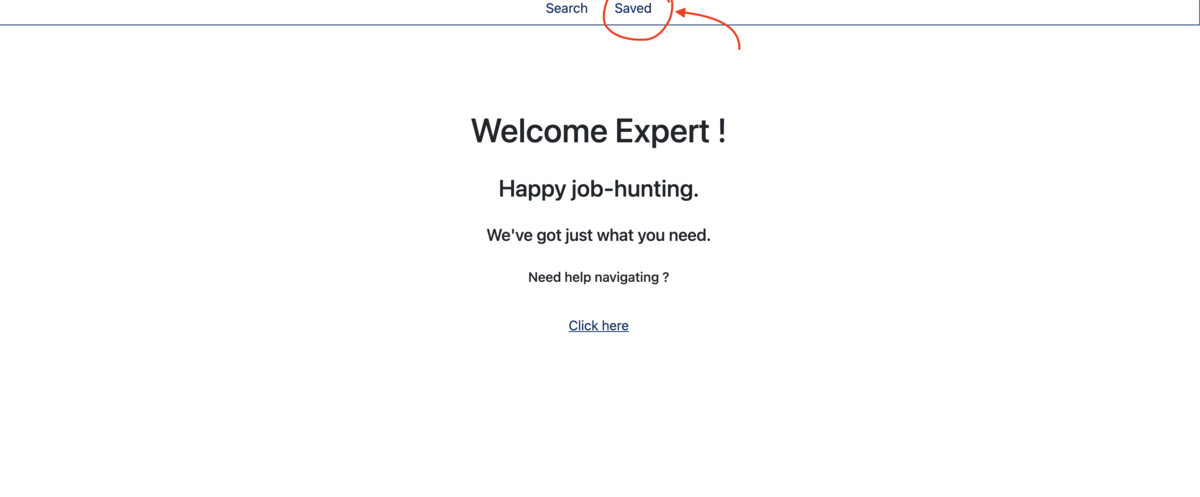 Search Saved
Welcome Expert !
Happy job-hunting.
We've got just what you need.
Need help navigating ?
Click here